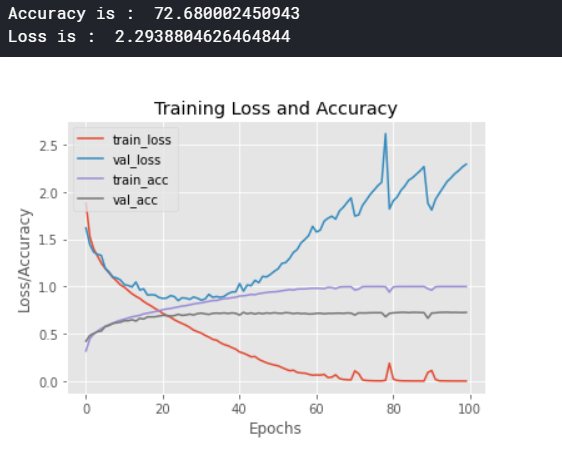 Accuracy is :  72.680002450943
Loss is :  2.2938804626464844
Training Loss and Accuracy
train_loss
val_loss
train_acc
val_acc
2.5
2.0
1.5
1.0
0.5
0.0
Loss/Accuracy
0 20 40 60 80 100
Epochs